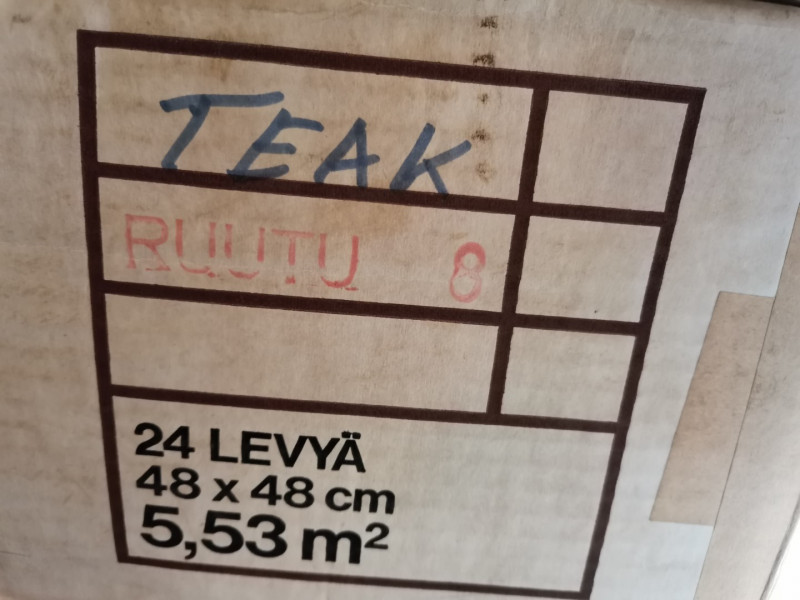 TEAK
RUUTU 8
24 LEVYÄ
48 x 48 cm
5,53 m²